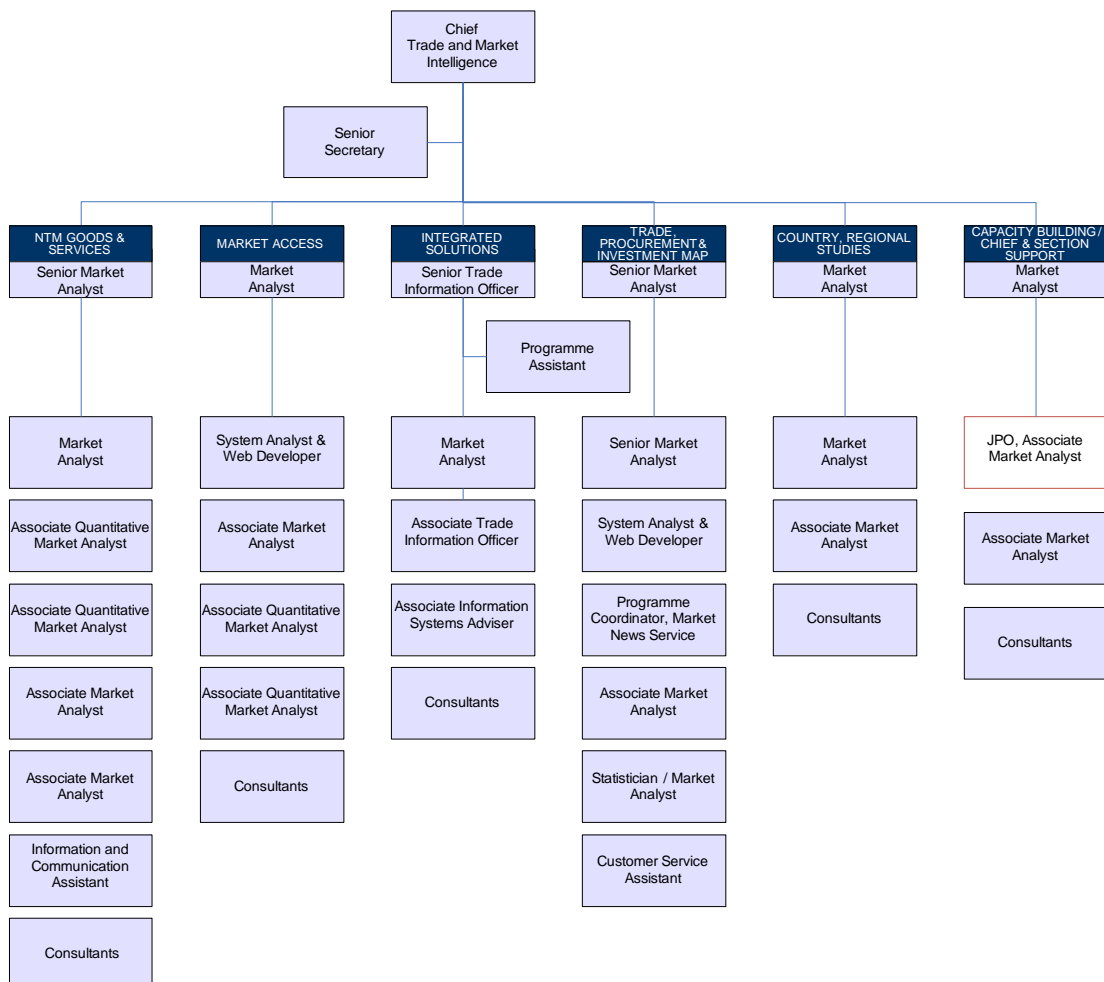 Chief
Trade and Market
Intelligence
Senior
Secretary
NTM GOODS &
SERVICES
Senior Market
Analyst
MARKET ACCESS
Market
Analyst
INTEGRATED
SOLUTIONS
Senior Trade
Information Officer
TRADE,
PROCUREMENT &
INVESTMENT MAP
Senior Market
Analyst
COUNTRY, REGIONAL
STUDIES
Market
Analyst
CAPACITY BUILDING /
CHIEF & SECTION
SUPPORT
Market
Analyst
Programme
Assistant
Market
Analyst
Associate Quantitative
Market Analyst
Associate Quantitative
Market Analyst
Associate Market
Analyst
Associate Market
Analyst
Information and
Communication
Assistant
Consultants
System Analyst &
Web Developer
Associate Market
Analyst
Associate Quantitative
Market Analyst
Associate Quantitative
Market Analyst
Consultants
Market
Analyst
Associate Trade
Information Officer
Associate Information
Systems Adviser
Consultants
Senior Market
Analyst
System Analyst &
Web Developer
Programme
Coordinator, Market
News Service
Associate Market
Analyst
Statistician / Market
Analyst
Customer Service
Assistant
Market
Analyst
Associate Market
Analyst
Consultants
JPO, Associate
Market Analyst
Associate Market
Analyst
Consultants